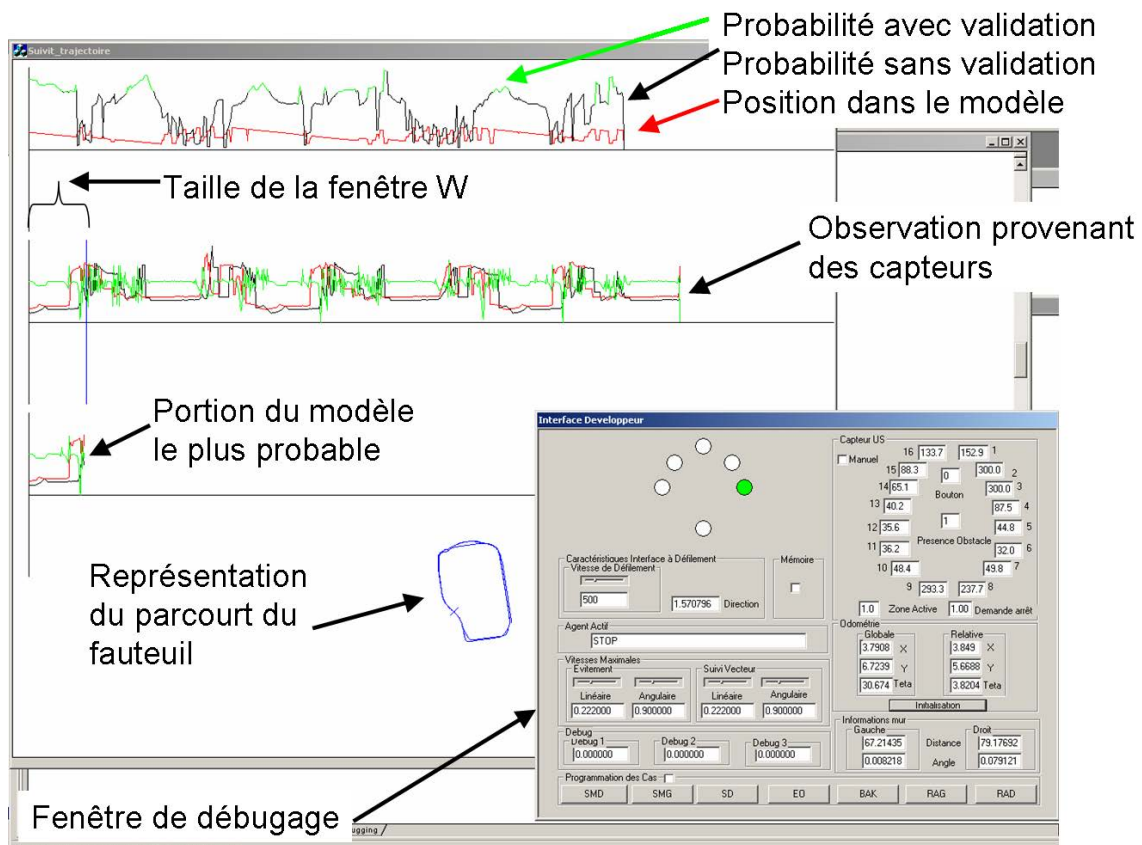 Probabilité avec validation
Probabilité sans validation
Position dans le modèle
Suivit_trajectoire
Taille de la fenêtre W
Observation provenant
des capteurs
Portion du modèle
le plus probable
Représentation
du parcourt du
fauteuil
Fenêtre de débugage
ugging
Interface Developpeur
Capteur US
Manuel
16 133.7 152.9 1
15 88.3 0 300.0 2
14 65.1 Bouton 300.0 3
13 40.2 87.5 4
12 35.6 1 44.8 5
11 36.2 Presence Obstacle 32.0 6
10 48.4 49.8 7
9 293.3 237.7 8
1.0 Zone Active 1.00 Demande arrêt
Caractéristiques Interface à Défilement
Vitesse de Défilement
500
1.570796 Direction
Mémoire
Agent Actif
STOP
Odométrie
Globale Relative
3.7908 X 3.849 X
6.7239 Y 5.6688 Y
30.674 Teta 3.8204 Teta
Initialisation
Vitesses Maximales
Evitement Suivi Vecteur
Linéaire Angulaire Linéaire Angulaire
0.222000 0.900000 0.222000 0.900000
Informations mur
Gauche Droit
67.21435 Distance 79.17692
0.008218 Angle 0.079121
Debug
Debug 1 Debug 2 Debug 3
0.000000 0.000000 0.000000
Programmation des Cas
SMD SMG SD EO BAK RAG RAD